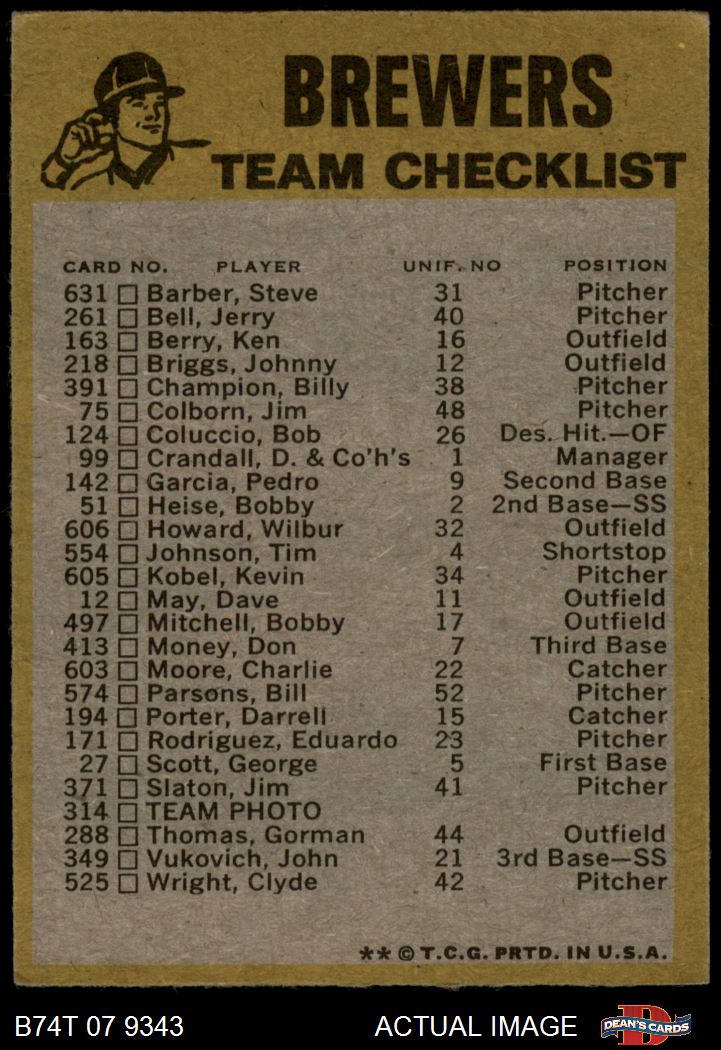 BREWERS
TEAM CHECKLIST
CARD NO. PLAYER UNIF. NO POSITION
631 Barber, Steve 31 Pitcher
261 Bell, Jerry 40 Pitcher
163 Berry, Ken 16 Outfield
218 Briggs, Johnny 12 Outfield
391 Champion, Billy 38 Pitcher
75 Colborn, Jim 48 Pitcher
124 Coluccio, Bob 26 Des. Hit.—OF
99 Crandall, D. & Co'h's 1 Manager
142 Garcia, Pedro 9 Second Base
51 Heise, Bobby 2 2nd Base—SS
606 Howard, Wilbur 32 Outfield
554 Johnson, Tim 4 Shortstop
605 Kobel, Kevin 34 Pitcher
12 May, Dave 11 Outfield
497 Mitchell, Bobby 17 Outfield
413 Money, Don 7 Third Base
603 Moore, Charlie 22 Catcher
574 Parsons, Bill 52 Pitcher
194 Porter, Darrell 15 Catcher
171 Rodriguez, Eduardo 23 Pitcher
27 Scott, George 5 First Base
371 Slaton, Jim 41 Pitcher
314 TEAM PHOTO
288 Thomas, Gorman 44 Outfield
349 Vukovich, John 21 3rd Base—SS
525 Wright, Clyde 42 Pitcher
** © T.C.G. PRTD. IN U.S.A.
B74T 07 9343 ACTUAL IMAGE DEAN'S CARDS